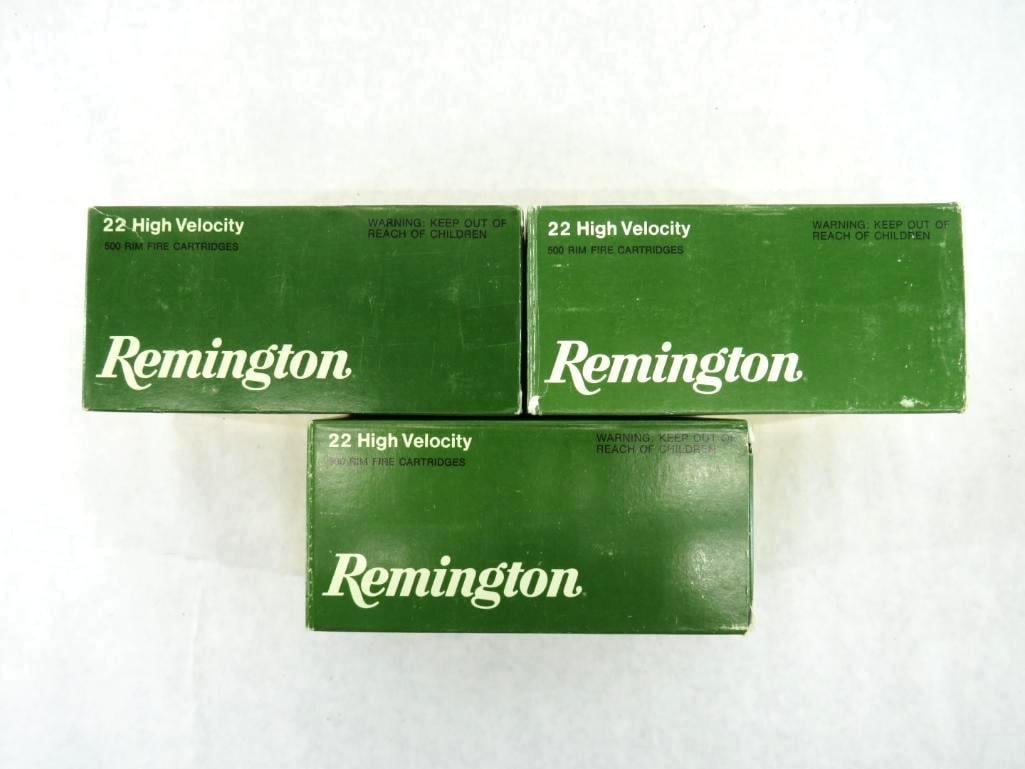 22 High Velocity
500 RIM FIRE CARTRIDGES
WARNING: KEEP OUT OF
REACH OF CHILDREN
Remington
22 High Velocity
500 RIM FIRE CARTRIDGES
WARNING: KEEP OUT OF
REACH OF CHILDREN
Remington
22 High Velocity
500 RIM FIRE CARTRIDGES
WARNING: KEEP OUT OF
REACH OF CHILDREN
Remington